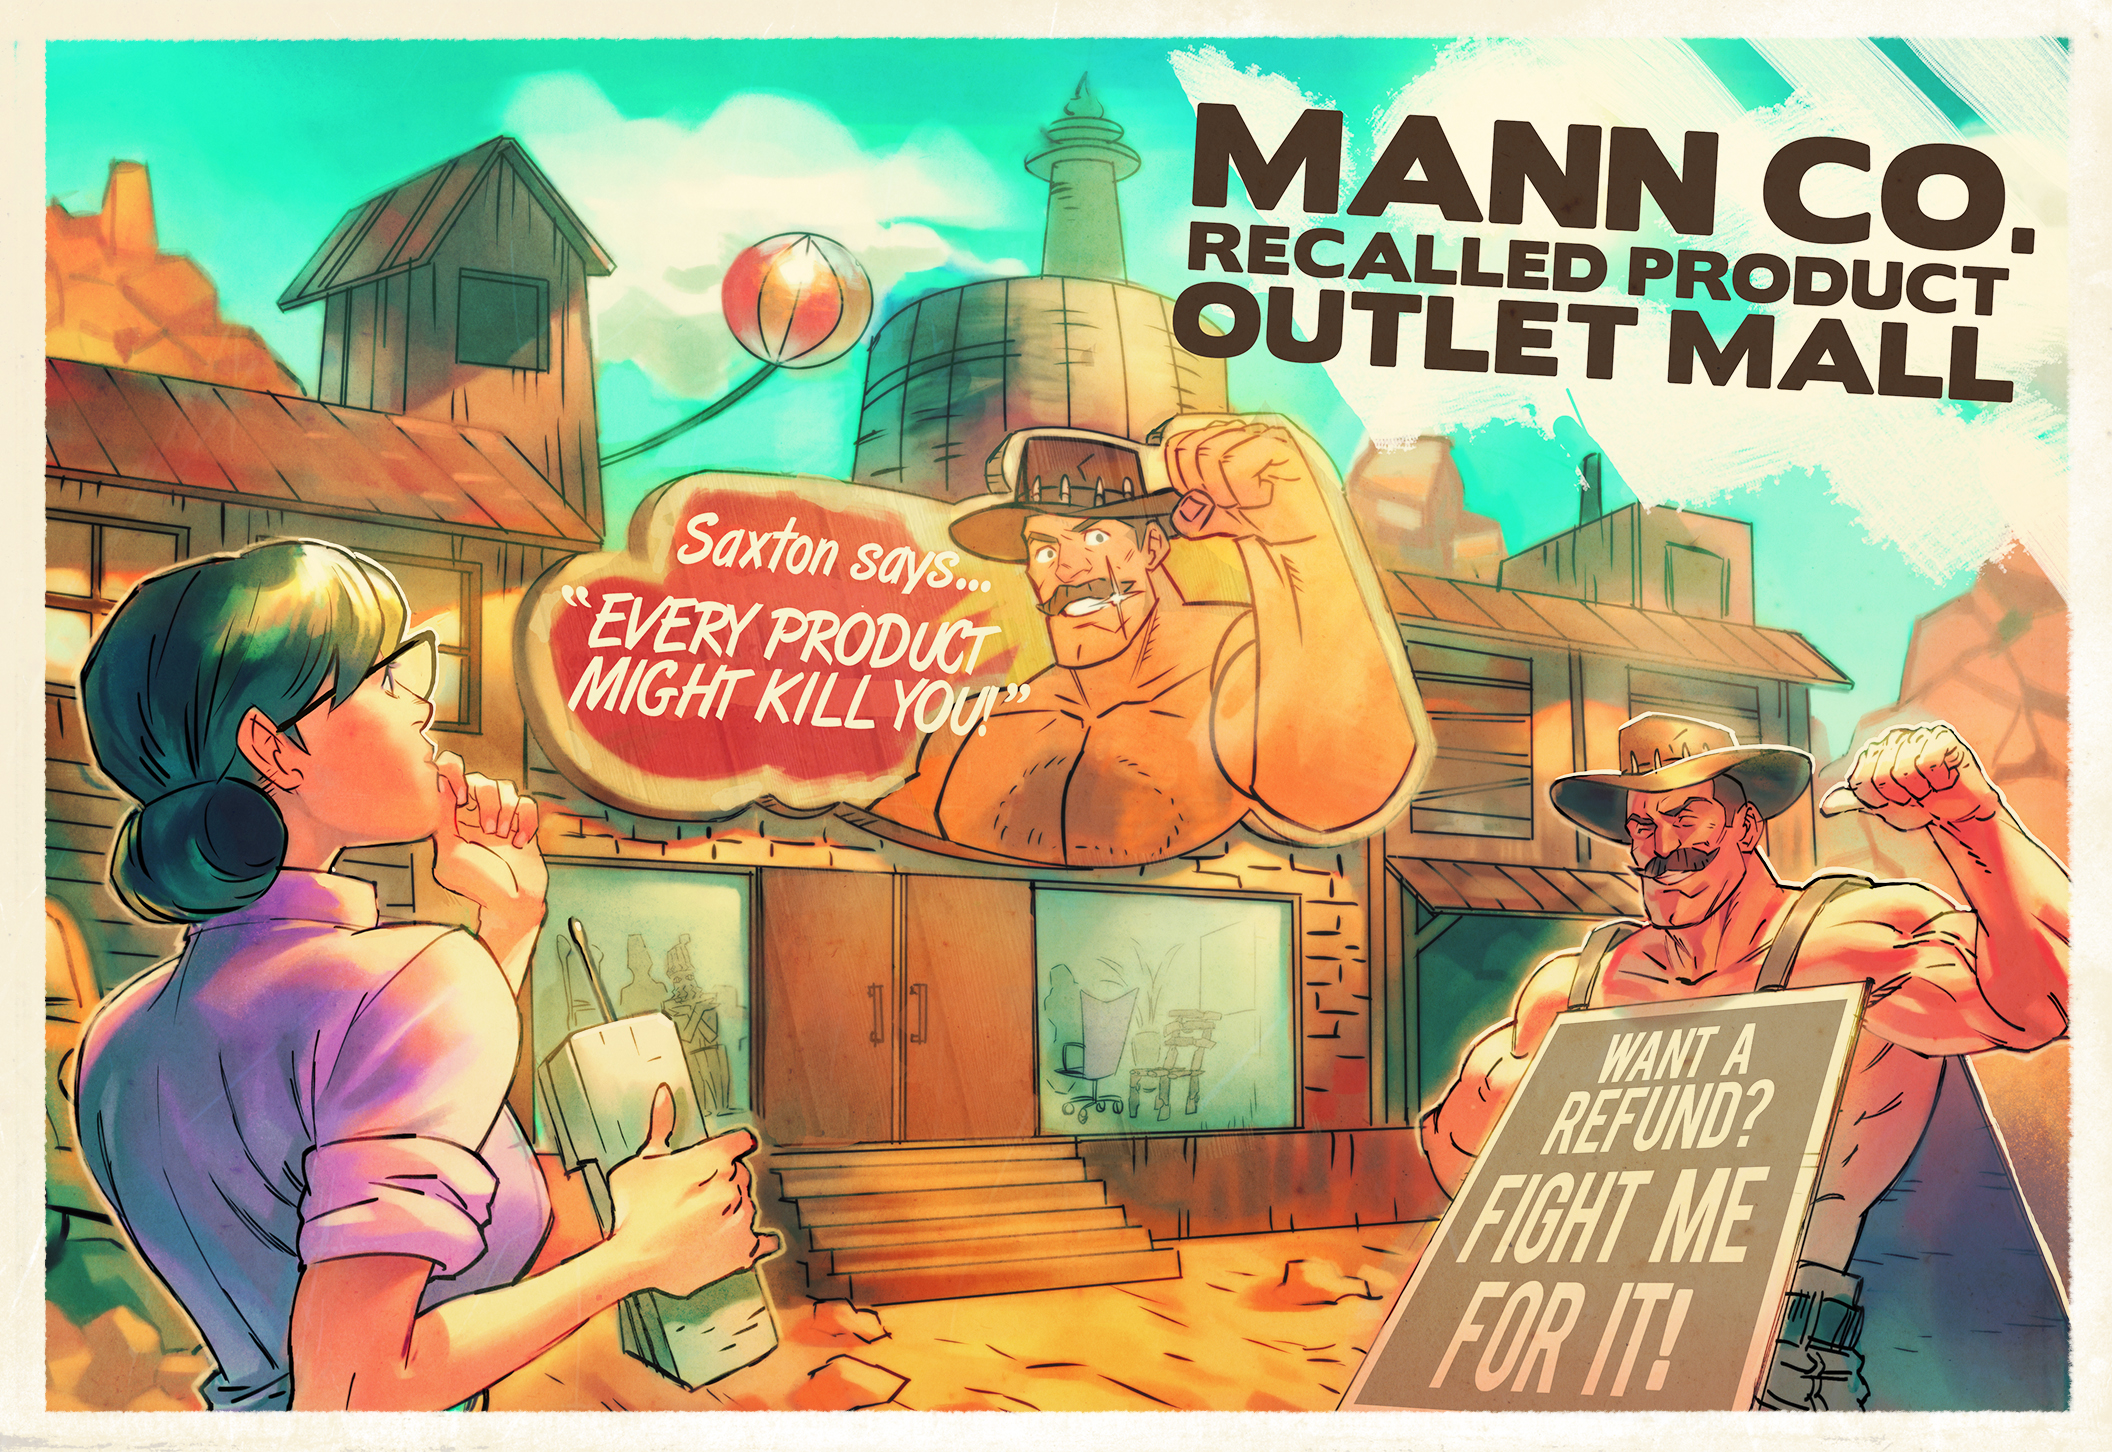 MANN CO.
RECALLED PRODUCT
OUTLET MALL
Saxton says...
“EVERY PRODUCT
MIGHT KILL YOU!”
WANT A
REFUND?
FIGHT ME
FOR IT!